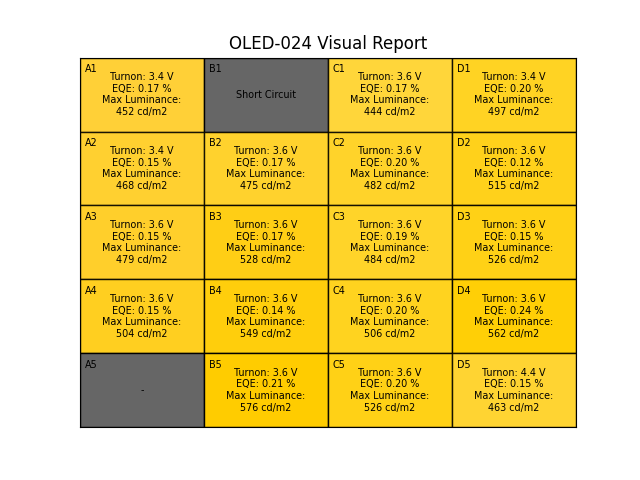 OLED-024 Visual Report
A1
Turnon: 3.4 V
EQE: 0.17 %
Max Luminance:
452 cd/m2
B1
Short Circuit
C1
Turnon: 3.6 V
EQE: 0.17 %
Max Luminance:
444 cd/m2
D1
Turnon: 3.4 V
EQE: 0.20 %
Max Luminance:
497 cd/m2
A2
Turnon: 3.4 V
EQE: 0.15 %
Max Luminance:
468 cd/m2
B2
Turnon: 3.6 V
EQE: 0.17 %
Max Luminance:
475 cd/m2
C2
Turnon: 3.6 V
EQE: 0.20 %
Max Luminance:
482 cd/m2
D2
Turnon: 3.6 V
EQE: 0.12 %
Max Luminance:
515 cd/m2
A3
Turnon: 3.6 V
EQE: 0.15 %
Max Luminance:
479 cd/m2
B3
Turnon: 3.6 V
EQE: 0.17 %
Max Luminance:
528 cd/m2
C3
Turnon: 3.6 V
EQE: 0.19 %
Max Luminance:
484 cd/m2
D3
Turnon: 3.6 V
EQE: 0.15 %
Max Luminance:
526 cd/m2
A4
Turnon: 3.6 V
EQE: 0.15 %
Max Luminance:
504 cd/m2
B4
Turnon: 3.6 V
EQE: 0.14 %
Max Luminance:
549 cd/m2
C4
Turnon: 3.6 V
EQE: 0.20 %
Max Luminance:
506 cd/m2
D4
Turnon: 3.6 V
EQE: 0.24 %
Max Luminance:
562 cd/m2
A5
-
B5
Turnon: 3.6 V
EQE: 0.21 %
Max Luminance:
576 cd/m2
C5
Turnon: 3.6 V
EQE: 0.20 %
Max Luminance:
526 cd/m2
D5
Turnon: 4.4 V
EQE: 0.15 %
Max Luminance:
463 cd/m2